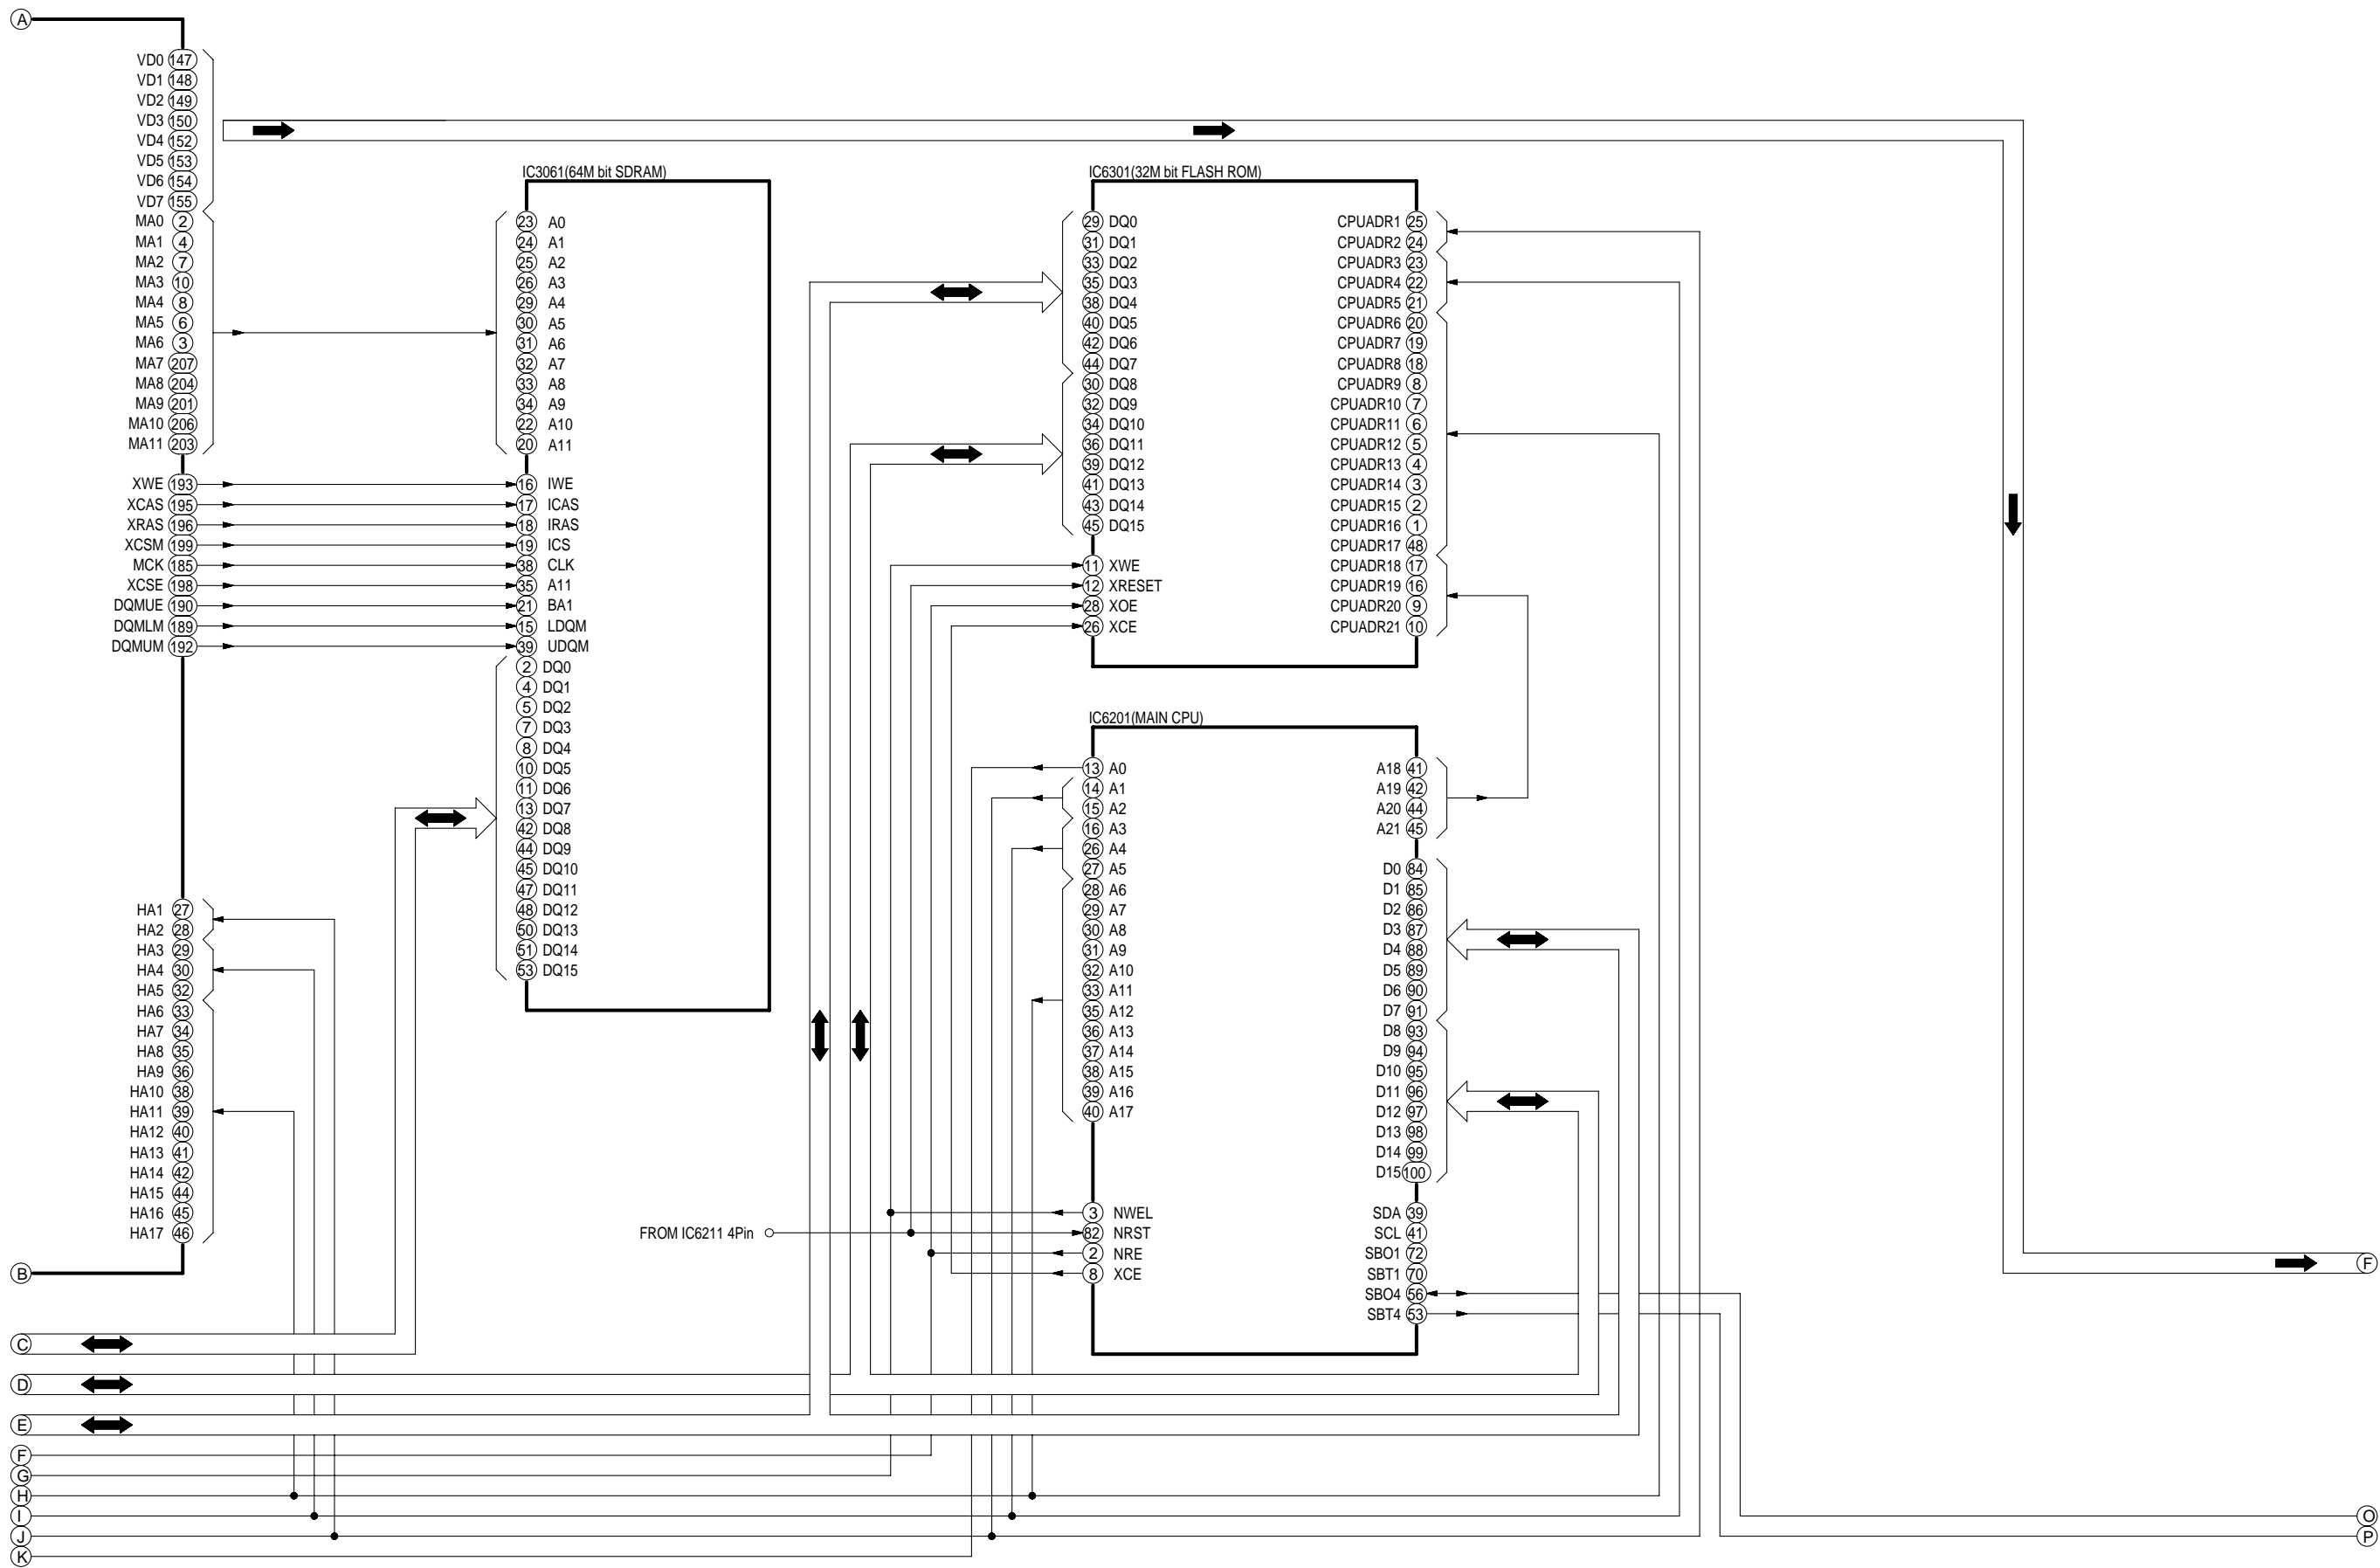 A
VD0 147
VD1 148
VD2 149
VD3 150
VD4 152
VD5 153
VD6 154
VD7 155
MA0 2
MA1 4
MA2 7
MA3 10
MA4 8
MA5 6
MA6 3
MA7 207
MA8 204
MA9 201
MA10 206
MA11 203
XWE 193
XCAS 195
XRAS 196
XCSM 199
MCK 185
XCSE 198
DQMUE 190
DQMLM 189
DQMUM 192
HA1 27
HA2 28
HA3 29
HA4 30
HA5 32
HA6 33
HA7 34
HA8 35
HA9 36
HA10 38
HA11 39
HA12 40
HA13 41
HA14 42
HA15 44
HA16 45
HA17 46
B
IC3061(64M bit SDRAM)
23 A0
24 A1
25 A2
26 A3
29 A4
30 A5
31 A6
32 A7
33 A8
34 A9
22 A10
20 A11
16 IWE
17 ICAS
18 IRAS
19 ICS
38 CLK
35 A11
21 BA1
15 LDQM
39 UDQM
2 DQ0
4 DQ1
5 DQ2
7 DQ3
8 DQ4
10 DQ5
11 DQ6
13 DQ7
42 DQ8
44 DQ9
45 DQ10
47 DQ11
48 DQ12
50 DQ13
51 DQ14
53 DQ15
IC6301(32M bit FLASH ROM)
29 DQ0
31 DQ1
33 DQ2
35 DQ3
38 DQ4
40 DQ5
42 DQ6
44 DQ7
30 DQ8
32 DQ9
34 DQ10
36 DQ11
39 DQ12
41 DQ13
43 DQ14
45 DQ15
11 XWE
12 XRESET
28 XOE
26 XCE
CPUADR1 25
CPUADR2 24
CPUADR3 23
CPUADR4 22
CPUADR5 21
CPUADR6 20
CPUADR7 19
CPUADR8 18
CPUADR9 8
CPUADR10 7
CPUADR11 6
CPUADR12 5
CPUADR13 4
CPUADR14 3
CPUADR15 2
CPUADR16 1
CPUADR17 48
CPUADR18 17
CPUADR19 16
CPUADR20 9
CPUADR21 10
IC6201(MAIN CPU)
13 A0
14 A1
15 A2
16 A3
26 A4
27 A5
28 A6
29 A7
30 A8
31 A9
32 A10
33 A11
35 A12
36 A13
37 A14
38 A15
39 A16
40 A17
3 NWEL
82 NRST
2 NRE
8 XCE
FROM IC6211 4Pin
A18 41
A19 42
A20 44
A21 45
D0 84
D1 85
D2 86
D3 87
D4 88
D5 89
D6 90
D7 91
D8 93
D9 94
D10 95
D11 96
D12 97
D13 98
D14 99
D15 100
SDA 39
SCL 41
SBO1 72
SBT1 70
SBO4 56
SBT4 53
F
C
D
E
F
G
H
I
J
K
O
P